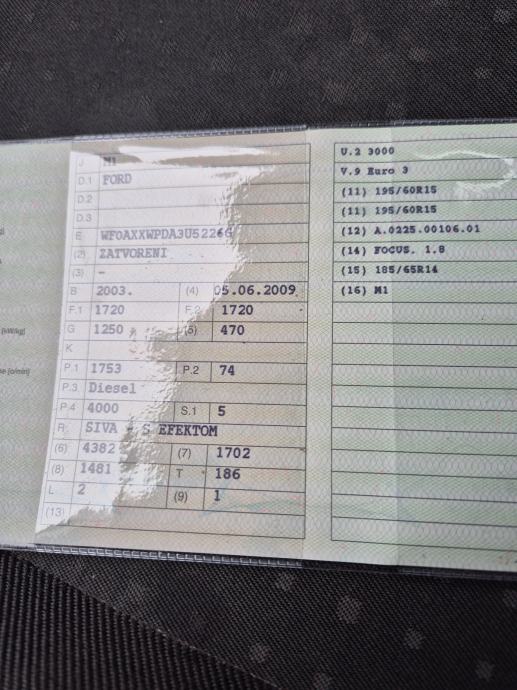 J M1
D.1 FORD
D.2
D.3
E WF0AXXWPDA3U52266
(2) ZATVORENI
(3) -
B 2003. (4) 05.06.2009
F.1 1720 F.2 1720
G 1250 (5) 470
K
P.1 1753 P.2 74
P.3 Diesel
P.4 4000 S.1 5
R SIVA - S EFEKTOM
(6) 4382 (7) 1702
(8) 1481 T 186
L 2 (9) 1
(13)
U.2 3000
V.9 Euro 3
(11) 195/60R15
(11) 195/60R15
(12) A.0225.00106.01
(14) FOCUS. 1.8
(15) 185/65R14
(16) M1
[kW/kg]